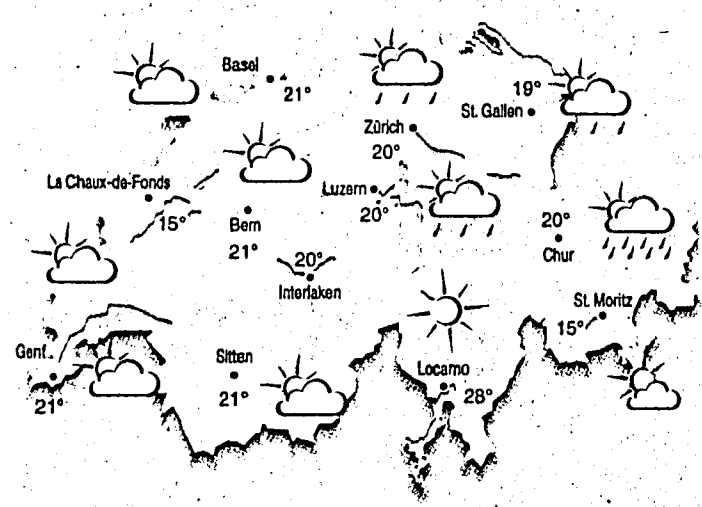 Basel
21°
19°
St. Gallen
Zürich
20°
La Chaux-de-Fonds
15°
Luzern
20°
Bern
21°
20°
Chur
20°
Interlaken
St. Moritz
15°
Genf
21°
Sitten
21°
Locarno
28°